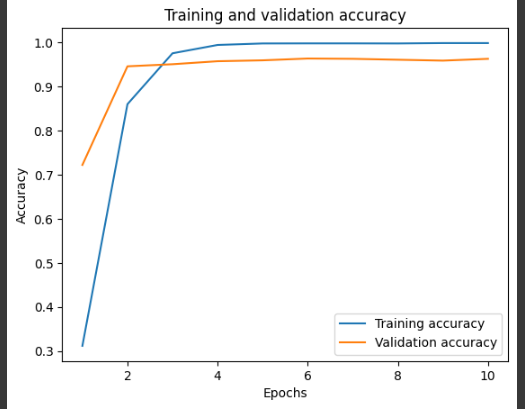 Training and validation accuracy
1.0
0.9
0.8
0.7
0.6
0.5
0.4
0.3
Accuracy
Training accuracy
Validation accuracy
2 4 6 8 10
Epochs